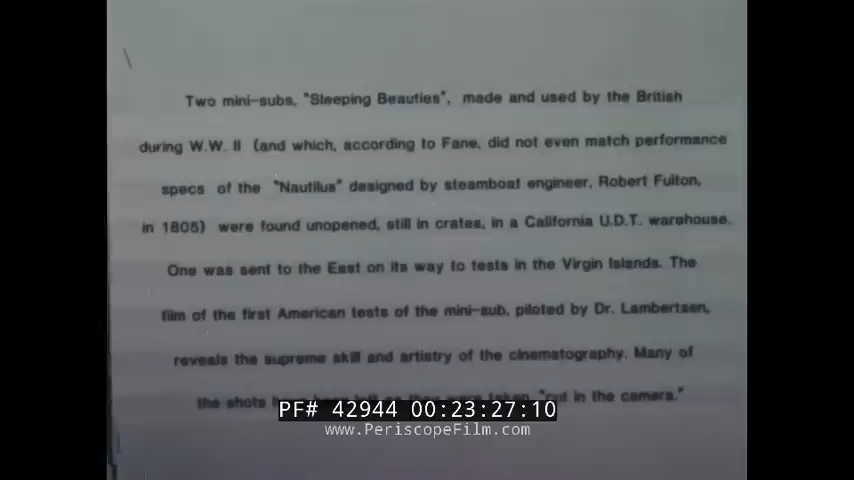 Two mini-subs, "Sleeping Beauties", made and used by the British
during W.W. II (and which, according to Fane, did not even match performance
specs of the "Nautilus" designed by steamboat engineer, Robert Fulton,
in 1805) were found unopened, still in crates, in a California U.D.T. warehouse.
One was sent to the East on its way to tests in the Virgin Islands. The
film of the first American tests of the mini-sub, piloted by Dr. Lambertsen,
reveals the supreme skill and artistry of the cinematography. Many of
the shots taken, "cut in the camera."
PF# 42944 00:23:27:10
www.PeriscopeFilm.com